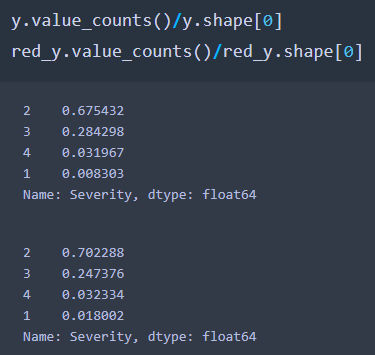 y.value_counts()/y.shape[0]
red_y.value_counts()/red_y.shape[0]
2    0.675432
3    0.284298
4    0.031967
1    0.008303
Name: Severity, dtype: float64
2    0.702288
3    0.247376
4    0.032334
1    0.018002
Name: Severity, dtype: float64